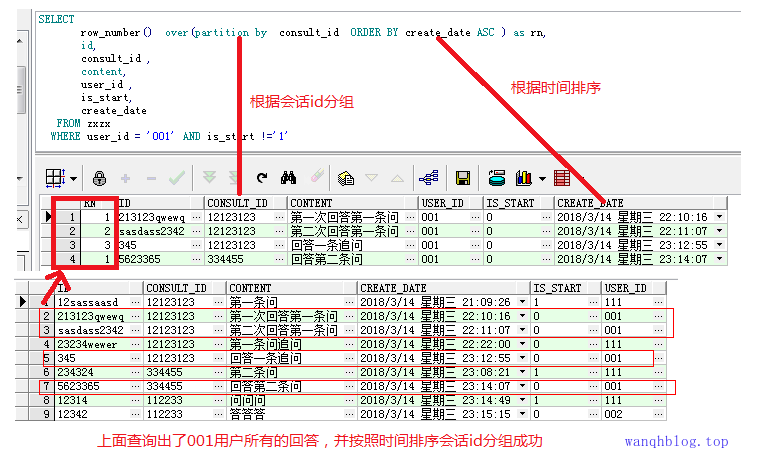 SELECT
row_number() over(partition by consult_id ORDER BY create_date ASC ) as rn,
id,
consult_id ,
content,
user_id ,
is_start,
create_date
FROM zxzx
WHERE user_id = '001' AND is_start !='1'
根据会话id分组
根据时间排序
RN ID CONSULT_ID CONTENT USER_ID IS_START CREATE_DATE
1 1 213123qwewq ··· 12123123 ··· 第一次回答第一条问 ··· 001 ··· 0 ··· 2018/3/14 星期三 22:10:16
2 2 sasdass2342 ··· 12123123 ··· 第二次回答第一条问 ··· 001 ··· 0 ··· 2018/3/14 星期三 22:11:07
3 3 345 ··· 12123123 ··· 回答一条追问 ··· 001 ··· 0 ··· 2018/3/14 星期三 23:12:55
4 1 5623365 ··· 334455 ··· 回答第二条问 ··· 001 ··· 0 ··· 2018/3/14 星期三 23:14:07
ID CONSULT_ID CONTENT CREATE_DATE IS_START USER_ID
1 12sassaasd ··· 12123123 ··· 第一条问 ··· 2018/3/14 星期三 21:09:26 1 ··· 111 ···
2 213123qwewq ··· 12123123 ··· 第一次回答第一条问 ··· 2018/3/14 星期三 22:10:16 0 ··· 001 ···
3 sasdass2342 ··· 12123123 ··· 第二次回答第一条问 ··· 2018/3/14 星期三 22:11:07 0 ··· 001 ···
4 23234wewer ··· 12123123 ··· 第一条问追问 ··· 2018/3/14 星期三 22:22:00 0 ··· 111 ···
5 345 ··· 12123123 ··· 回答一条追问 ··· 2018/3/14 星期三 23:12:55 0 ··· 001 ···
6 234324 ··· 334455 ··· 第二条问 ··· 2018/3/14 星期三 23:08:21 1 ··· 111 ···
7 5623365 ··· 334455 ··· 回答第二条问 ··· 2018/3/14 星期三 23:14:07 0 ··· 001 ···
8 12314 ··· 112233 ··· 问问问 ··· 2018/3/14 星期三 23:14:49 1 ··· 111 ···
9 12342 ··· 112233 ··· 答答答 ··· 2018/3/14 星期三 23:15:15 0 ··· 002 ···
上面查询出了001用户所有的回答，并按照时间排序会话id分组成功
wanqhblog.top